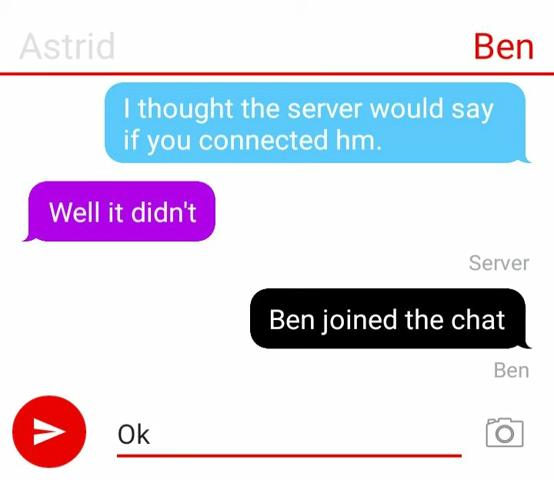 Astrid
Ben
I thought the server would say
if you connected hm.
Well it didn't
Server
Ben joined the chat
Ben
Ok